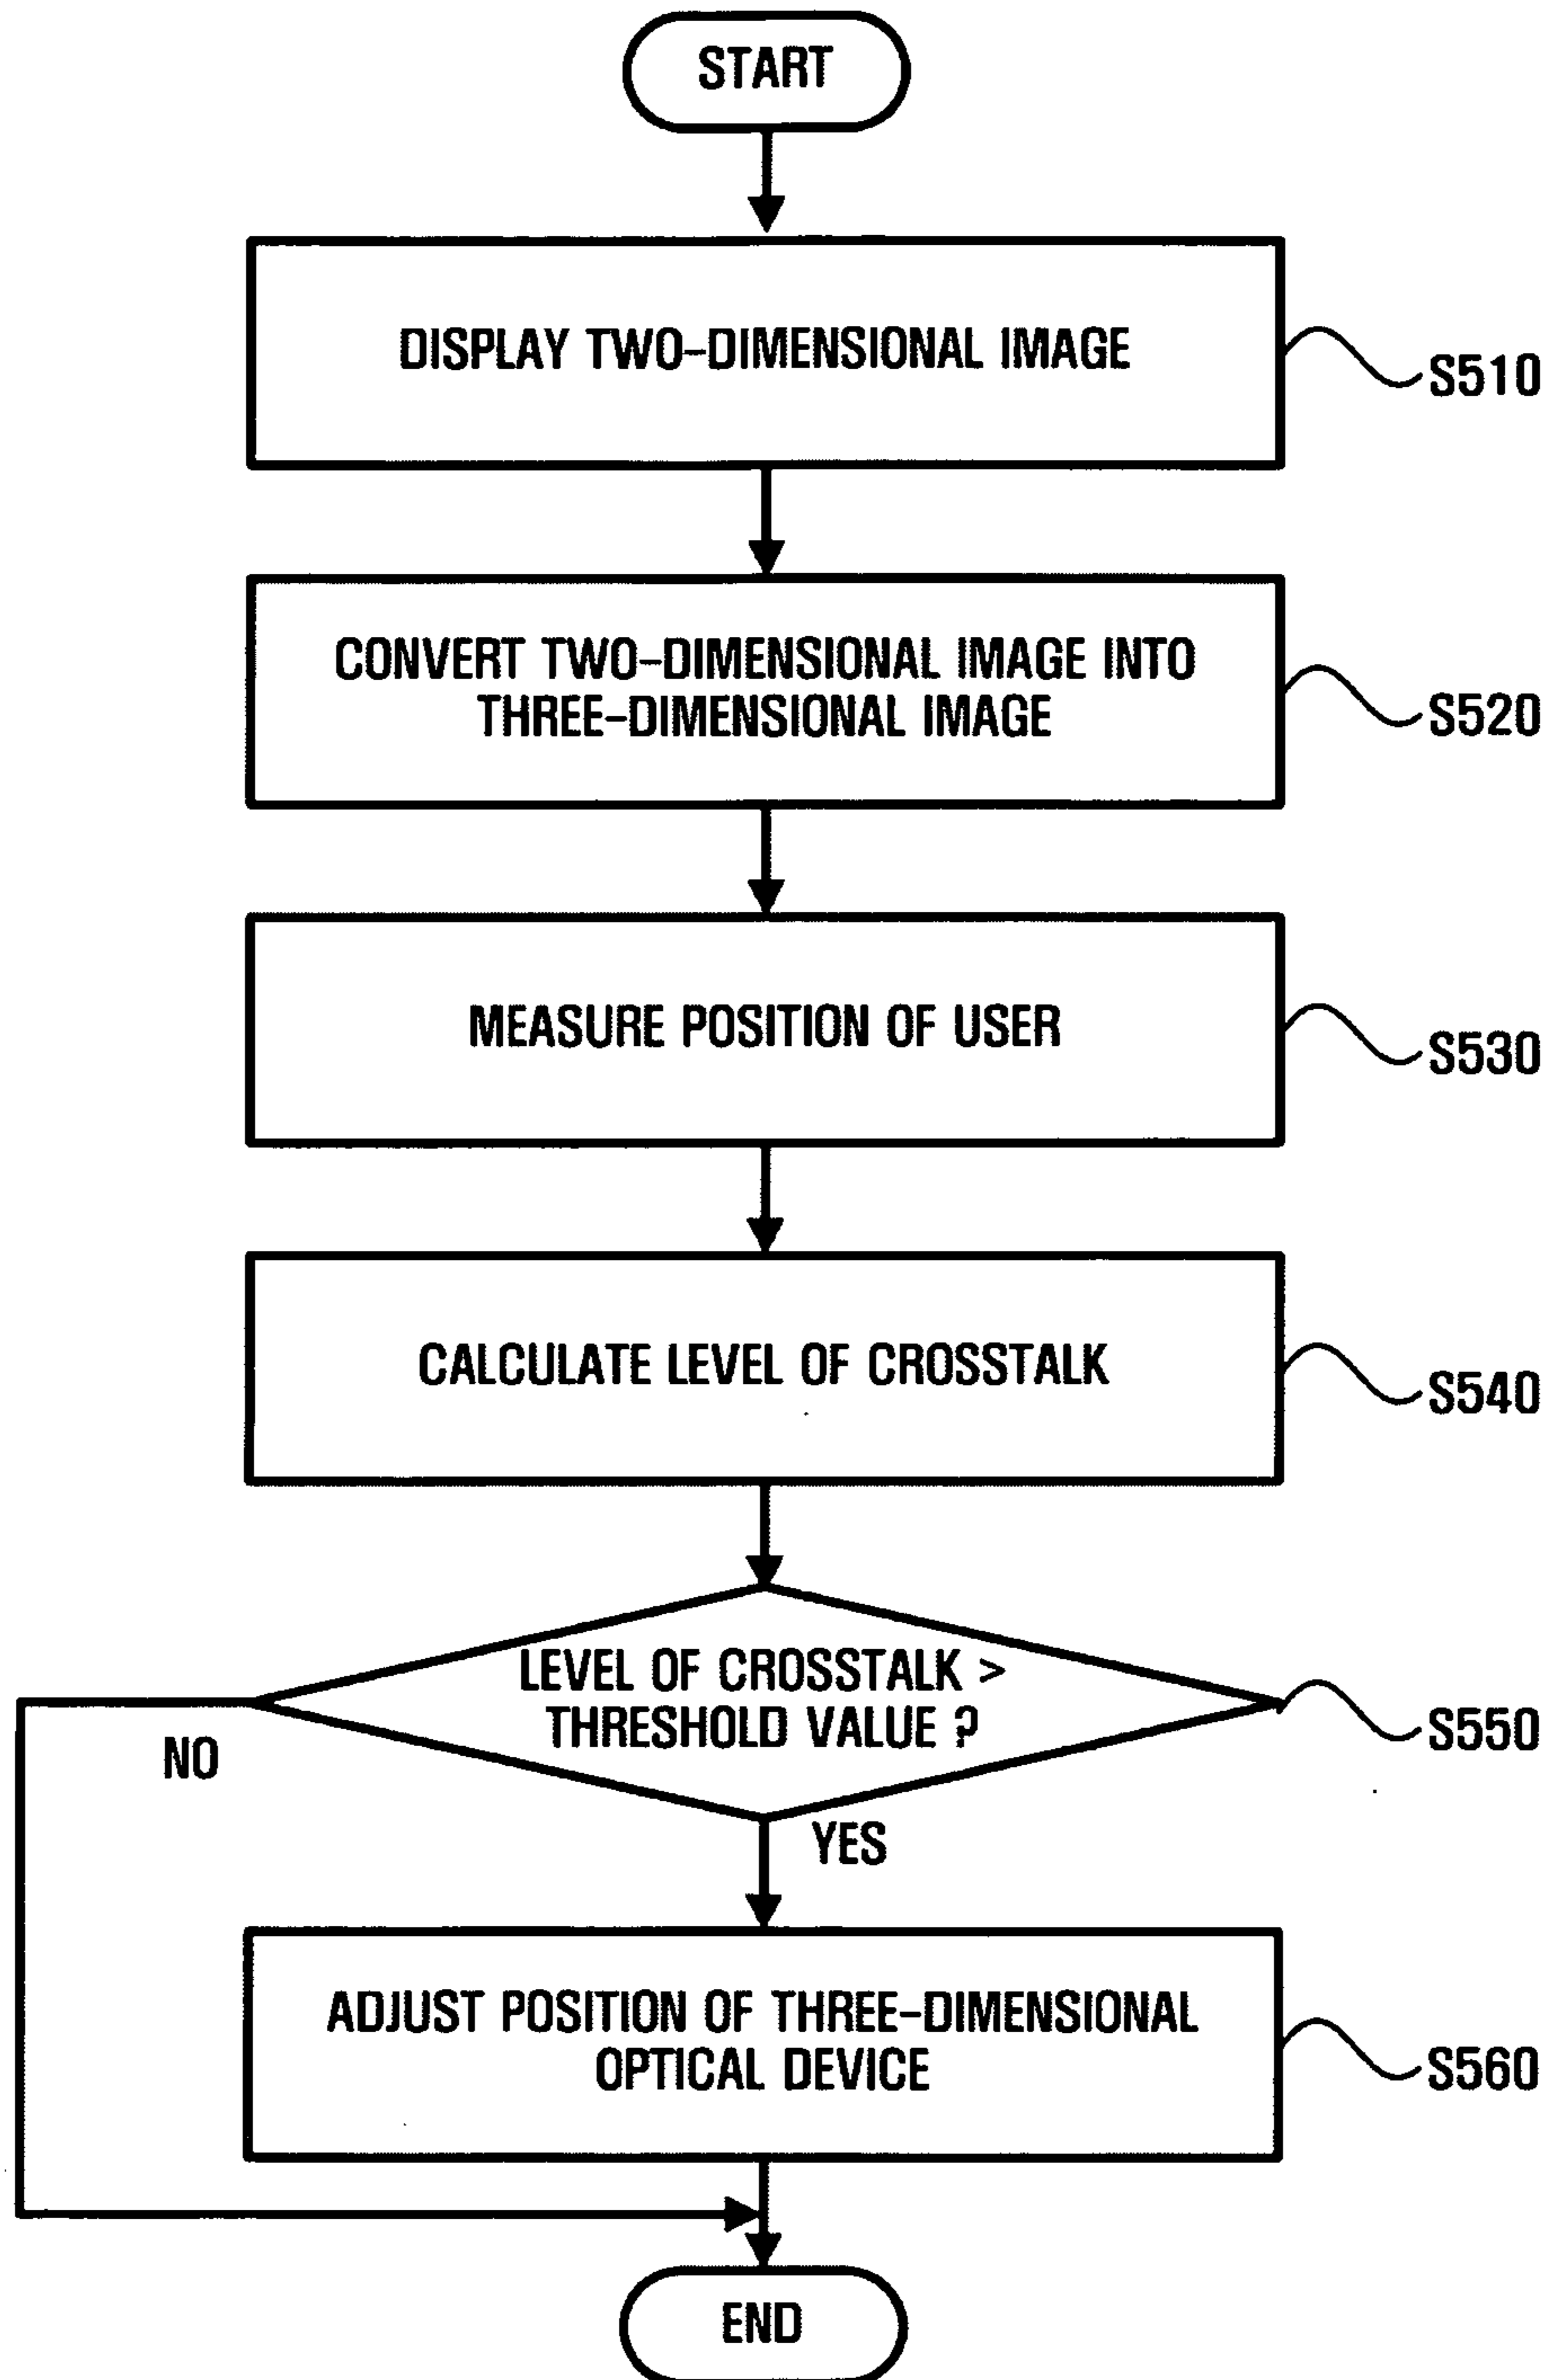 START
DISPLAY TWO-DIMENSIONAL IMAGE
S510
CONVERT TWO-DIMENSIONAL IMAGE INTO
THREE-DIMENSIONAL IMAGE
S520
MEASURE POSITION OF USER
S530
CALCULATE LEVEL OF CROSSTALK
S540
LEVEL OF CROSSTALK >
THRESHOLD VALUE ?
S550
NO
YES
ADJUST POSITION OF THREE-DIMENSIONAL
OPTICAL DEVICE
S560
END